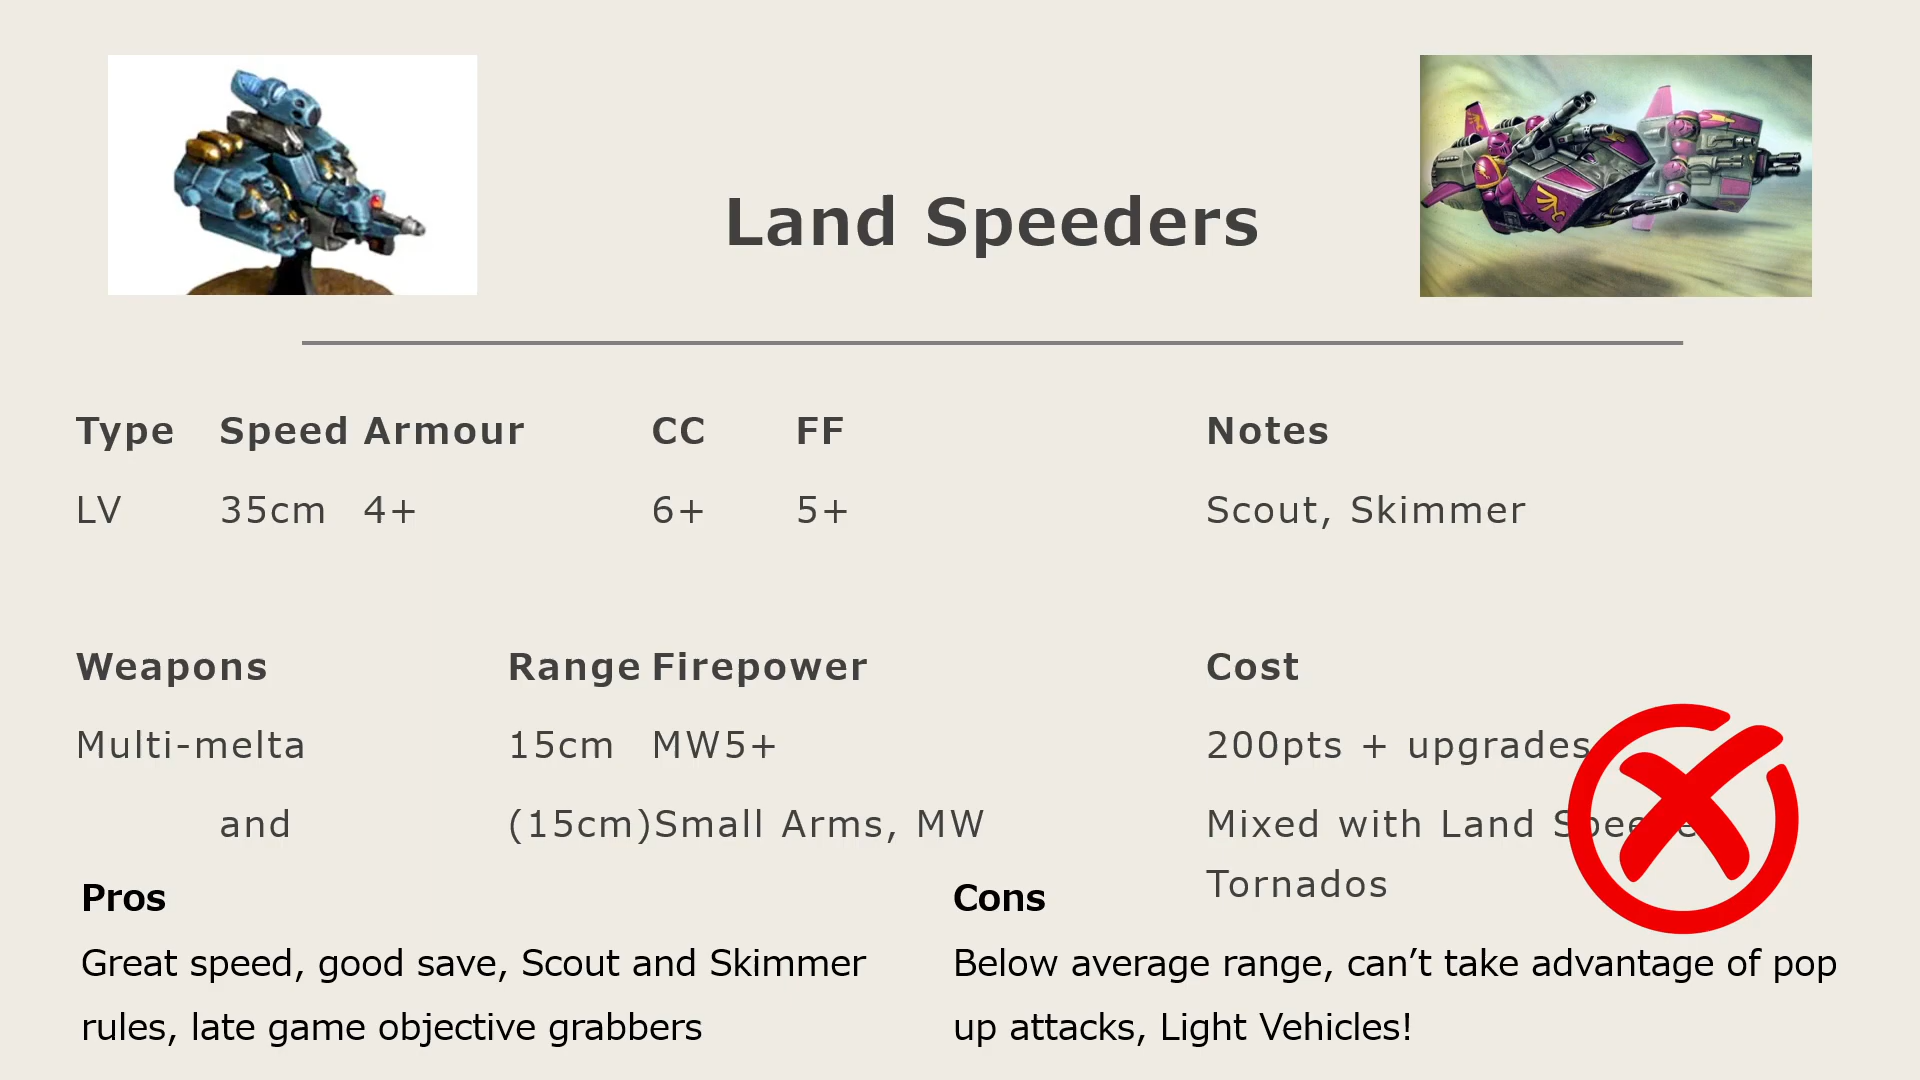 Land Speeders
Type Speed Armour CC FF Notes
LV 35cm 4+ 6+ 5+ Scout, Skimmer
Weapons Range Firepower Cost
Multi-melta 15cm MW5+ 200pts + upgrades
and (15cm) Small Arms, MW Mixed with Land
Tornados
Pros Cons
Great speed, good save, Scout and Skimmer
rules, late game objective grabbers
Below average range, can’t take advantage of pop
up attacks, Light Vehicles!